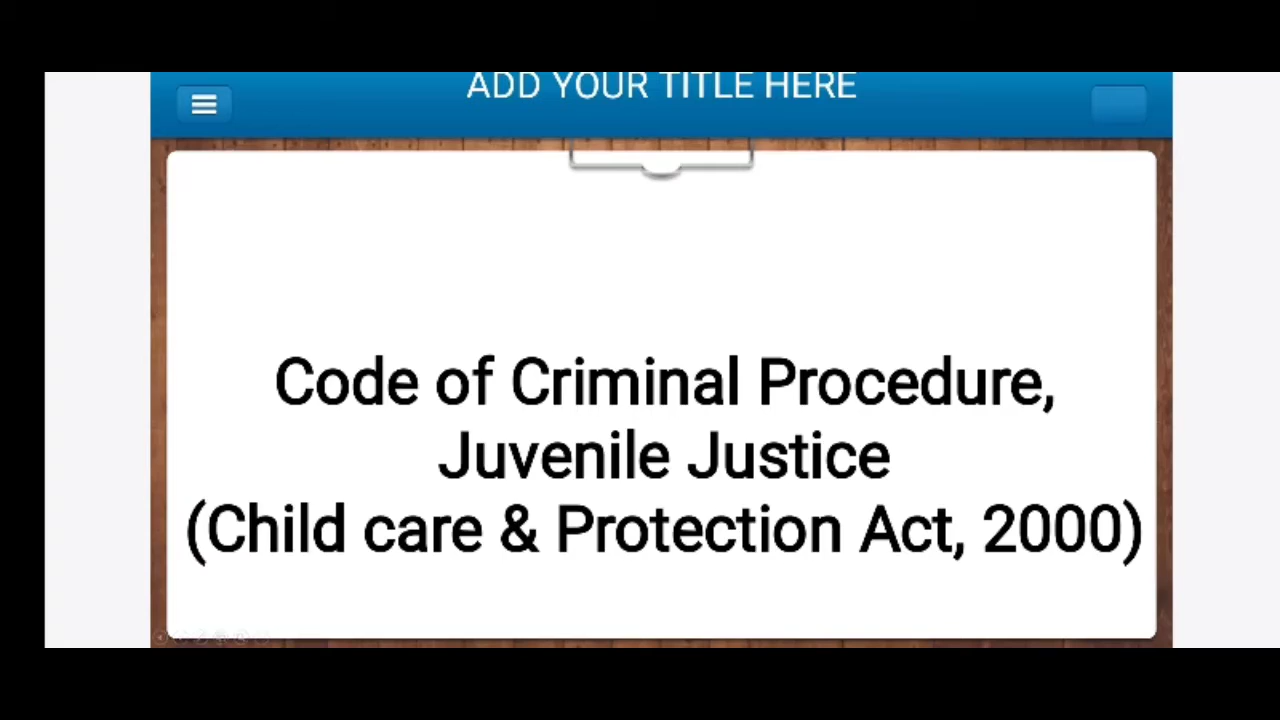 ADD YOUR TITLE HERE
Code of Criminal Procedure,
Juvenile Justice
(Child care & Protection Act, 2000)